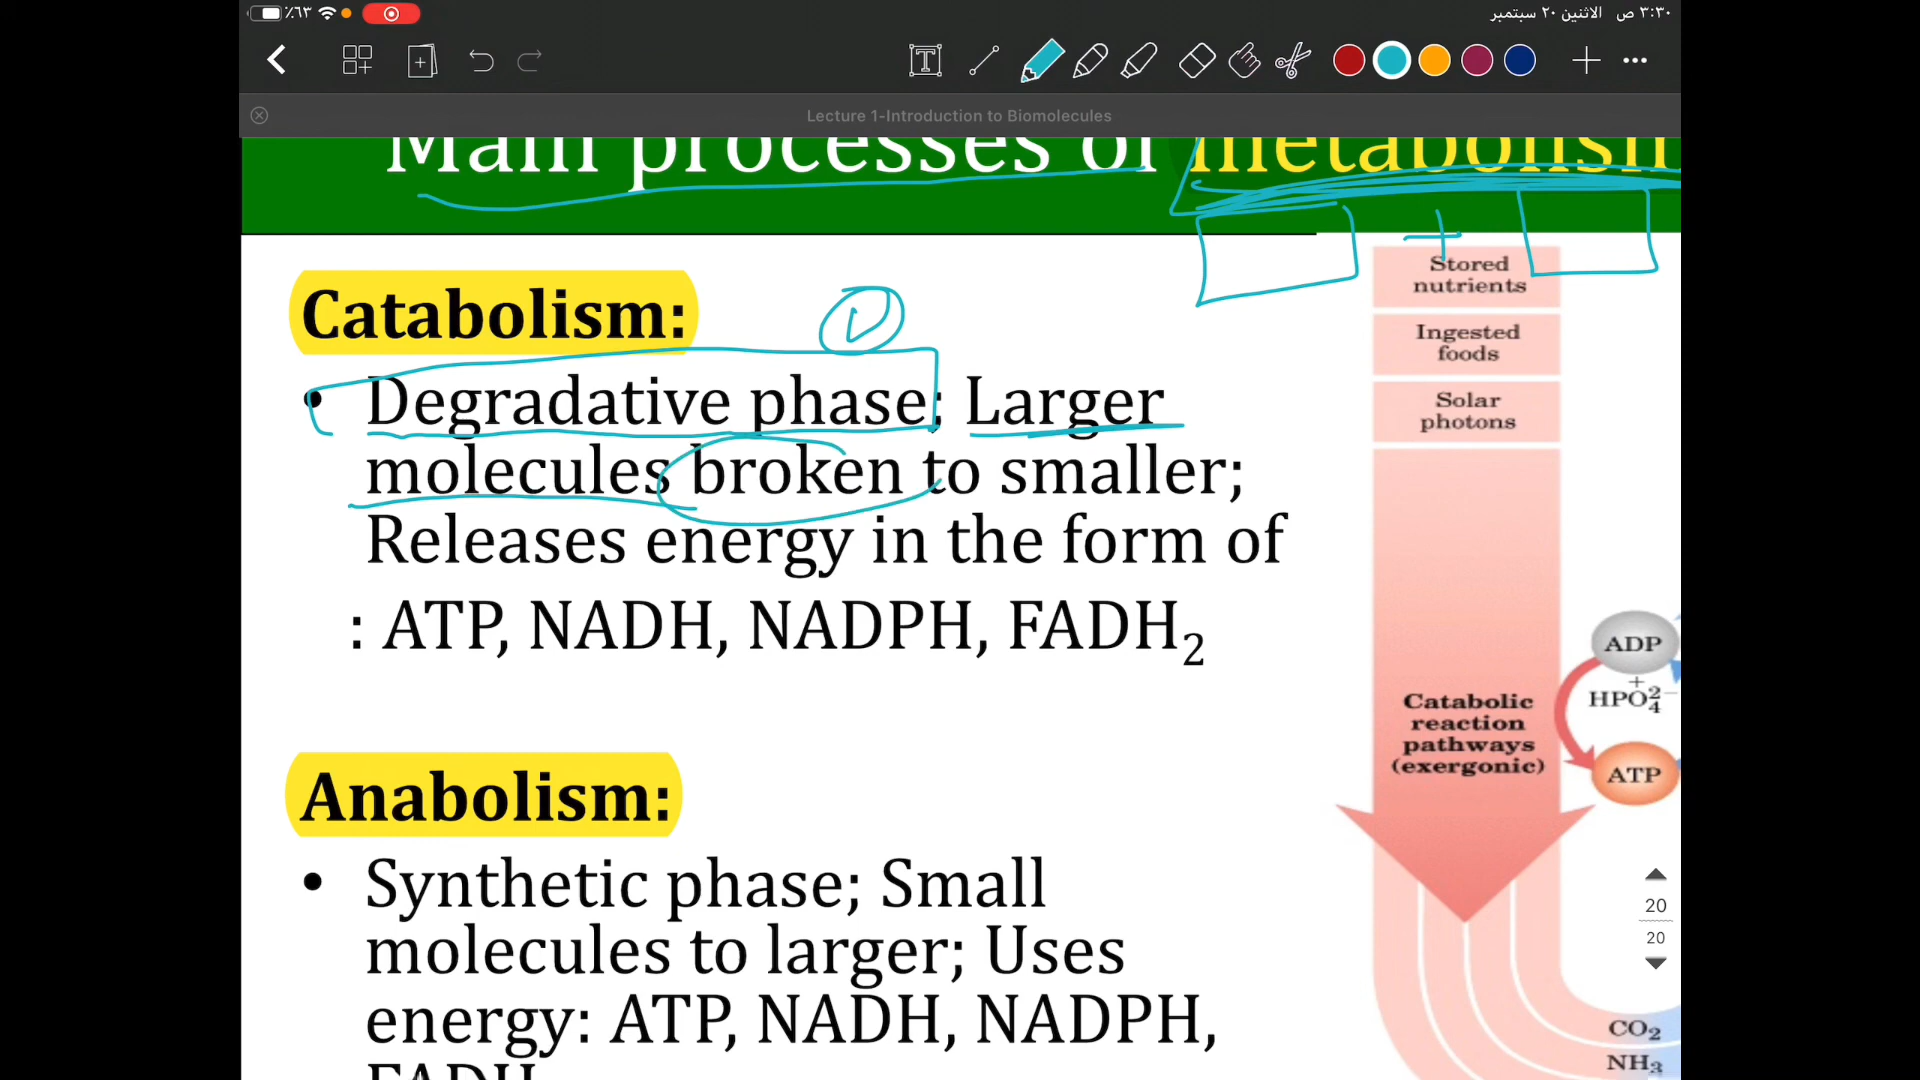 ٪٦٣
٣:٣٠ ص الاثنين ٢٠ سبتمبر
T
Lecture 1-Introduction to Biomolecules
Main processes of metabolism
+
Catabolism:
• Degradative phase; Larger
molecules broken to smaller;
Releases energy in the form of
: ATP, NADH, NADPH, FADH2
Anabolism:
• Synthetic phase; Small
molecules to larger; Uses
energy: ATP, NADH, NADPH,
FADH
Stored
nutrients
Ingested
foods
Solar
photons
Catabolic
reaction
pathways
(exergonic)
ADP
+
HPO4 2−
ATP
CO2
NH3
20
20